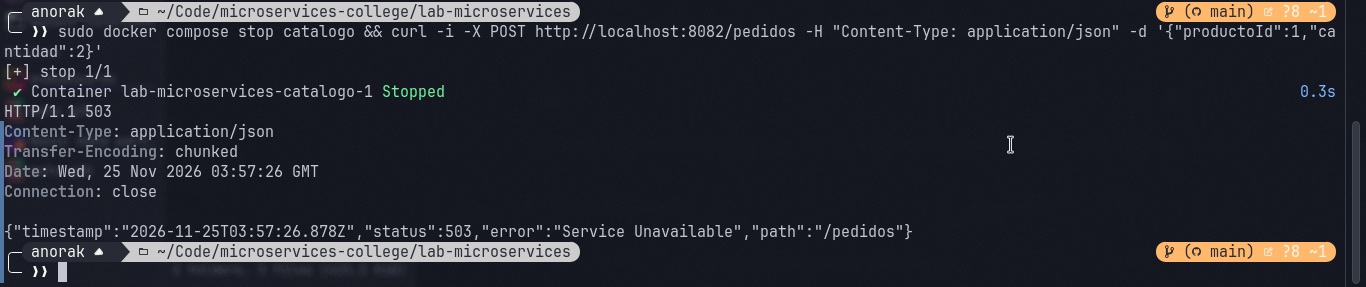 anorak ~/Code/microservices-college/lab-microservices (main) ?8 ~1
❯❯ sudo docker compose stop catalogo && curl -i -X POST http://localhost:8082/pedidos -H "Content-Type: application/json" -d '{"productoId":1,"ca
ntidad":2}'
[+] stop 1/1
✔ Container lab-microservices-catalogo-1 Stopped 0.3s
HTTP/1.1 503
Content-Type: application/json
Transfer-Encoding: chunked
Date: Wed, 25 Nov 2026 03:57:26 GMT
Connection: close
{"timestamp":"2026-11-25T03:57:26.878Z","status":503,"error":"Service Unavailable","path":"/pedidos"}
anorak ~/Code/microservices-college/lab-microservices (main) ?8 ~1
❯❯